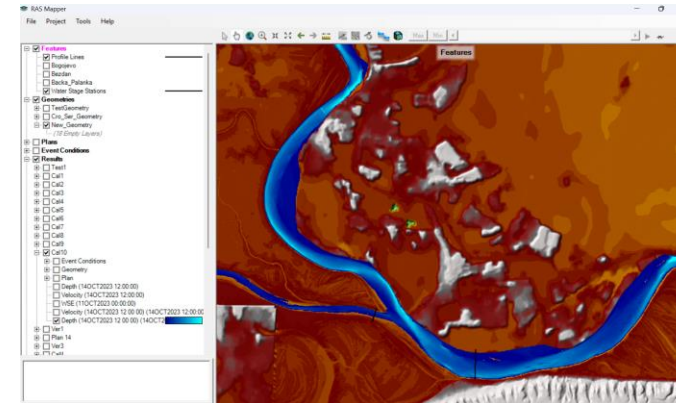 RAS Mapper
File Project Tools Help
Max Min
Features
Features
Profile Lines
Bogojevo
Bezdan
Backa_Palanka
Water Stage Stations
Geometries
TestGeometry
Cro_Ser_Geometry
New_Geometry
(18 Empty Layers)
Plans
Event Conditions
Results
Test1
Cal1
Cal2
Cal3
Cal4
Cal5
Cal6
Cal7
Cal8
Cal9
Cal10
Event Conditions
Geometry
Plan
Depth (14OCT2023 12:00:00)
Velocity (14OCT2023 12:00:00)
WSE (11OCT2023 00:00:00)
Velocity (14OCT2023 12:00:00) (14OCT2023 12:00:00
Depth (14OCT2023 12:00:00) (14OCT2
Ver1
Plan 14
Ver3